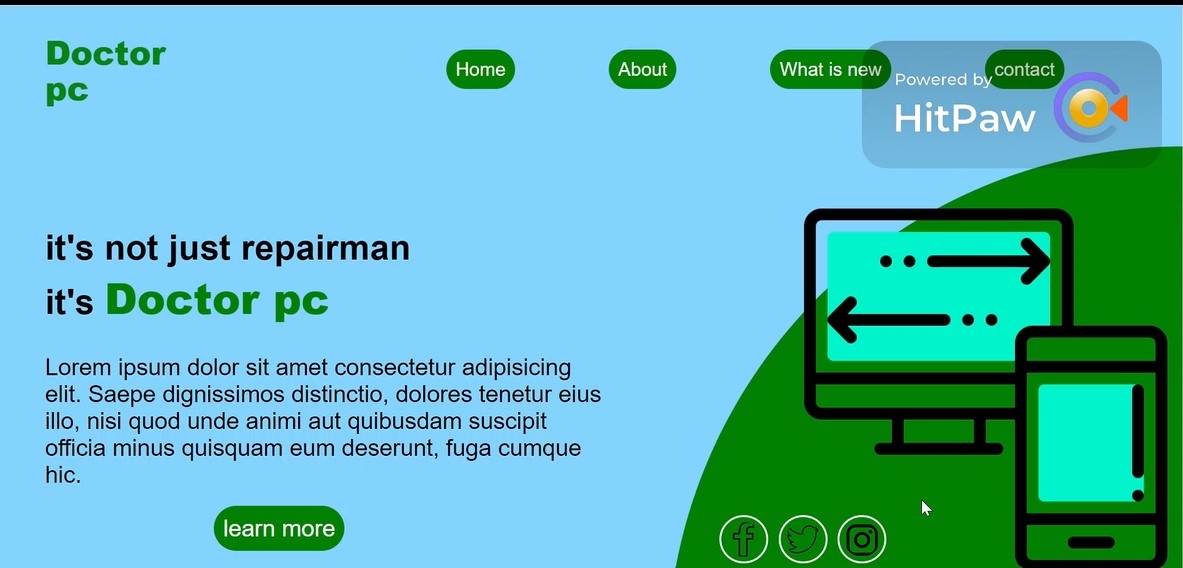 Doctor
pc
Home
About
What is new
contact
Powered by
HitPaw
it's not just repairman
it's Doctor pc
Lorem ipsum dolor sit amet consectetur adipisicing
elit. Saepe dignissimos distinctio, dolores tenetur eius
illo, nisi quod unde animi aut quibusdam suscipit
officia minus quisquam eum deserunt, fuga cumque
hic.
learn more